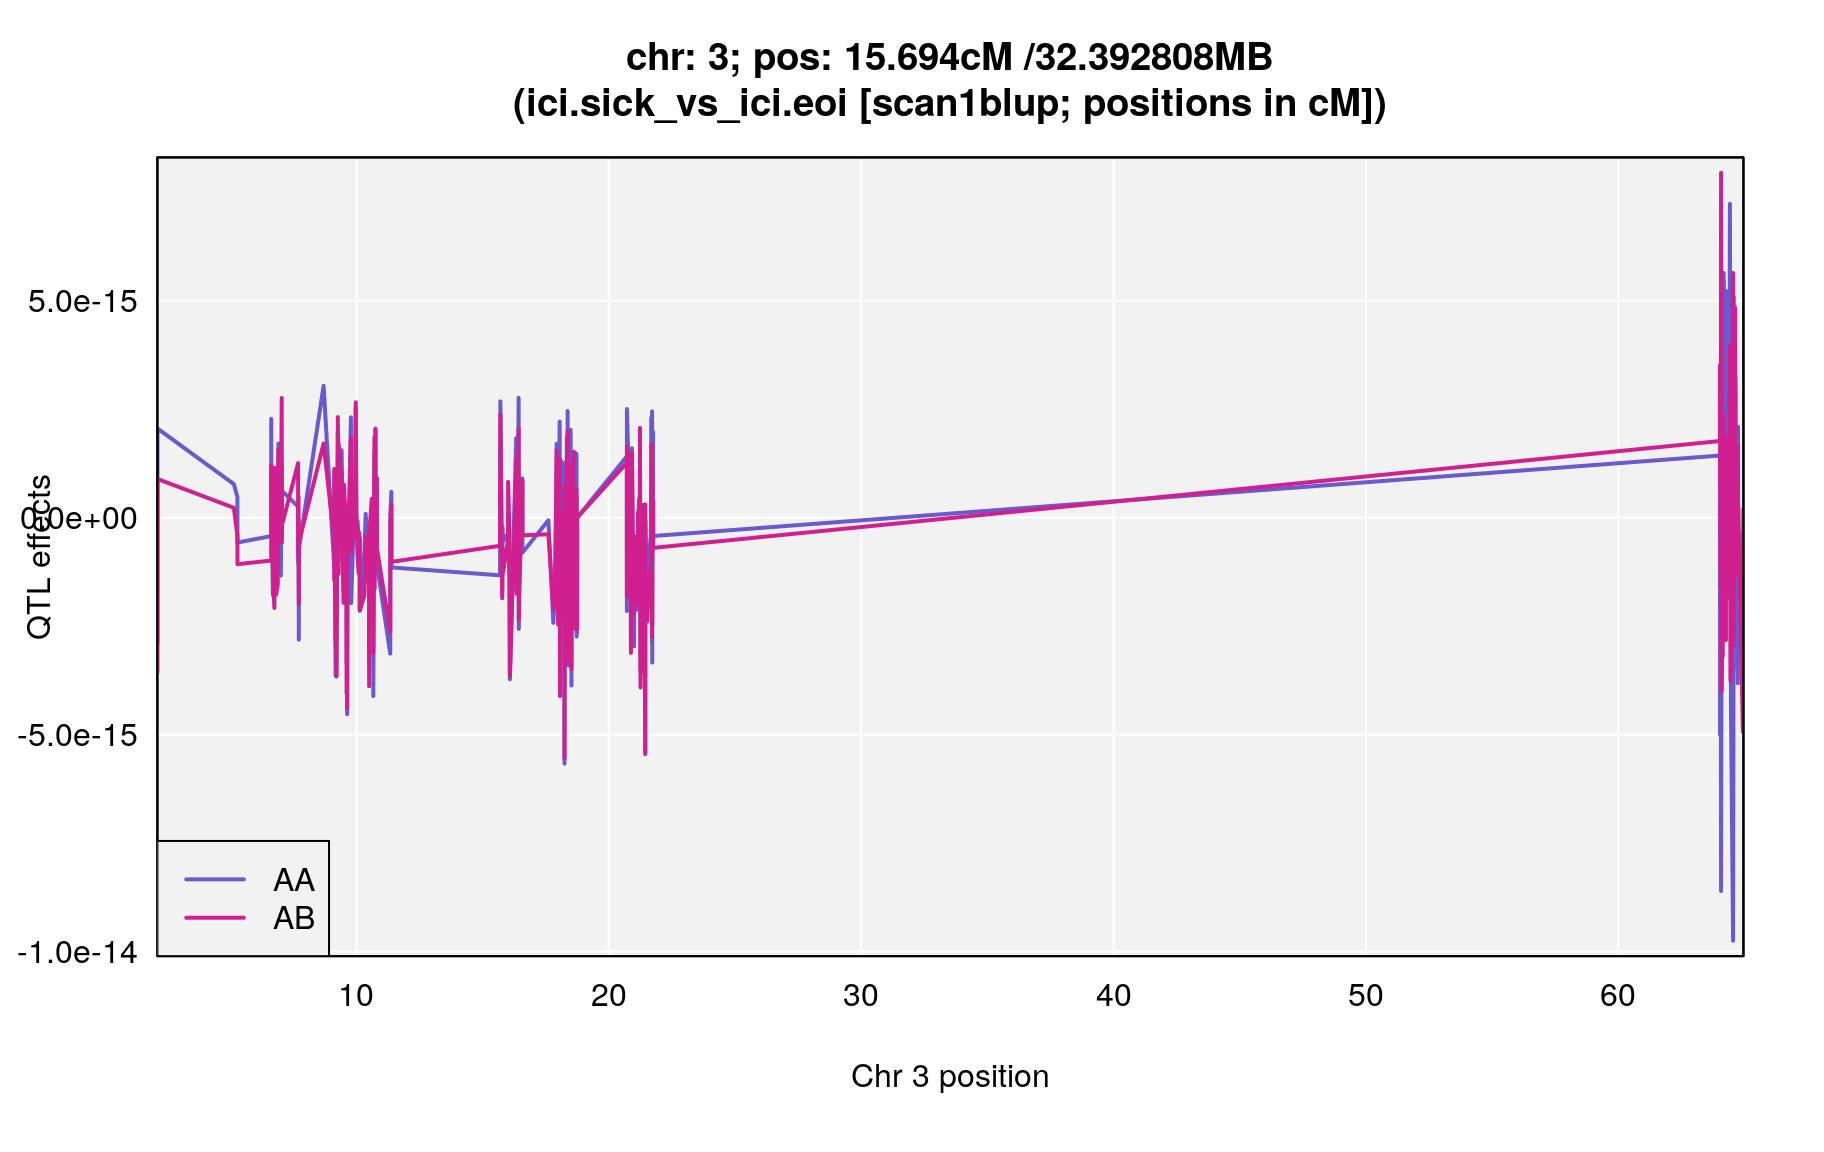 chr: 3; pos: 15.694cM /32.392808MB
(ici.sick_vs_ici.eoi [scan1blup; positions in cM])
5.0e-15
0.0e+00
-5.0e-15
-1.0e-14
QTL effects
AA
AB
10 20 30 40 50 60
Chr 3 position